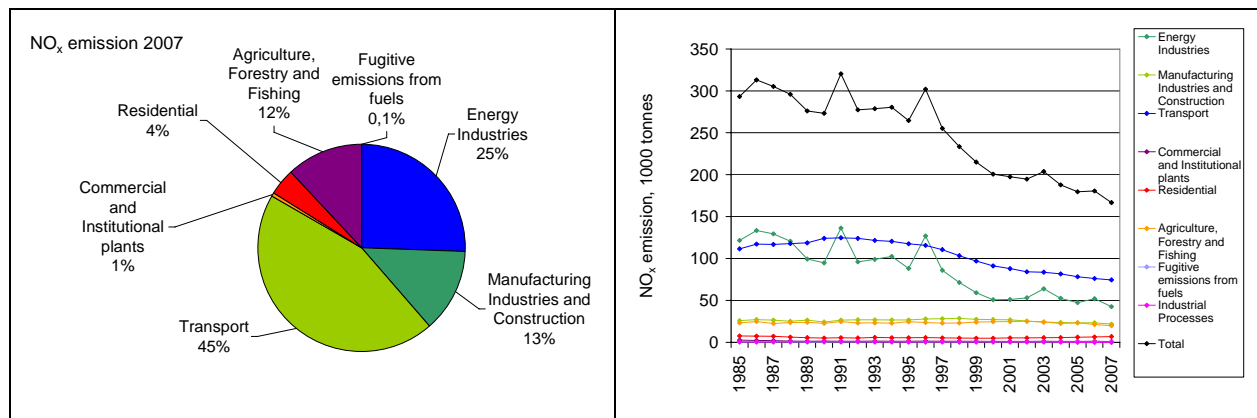 NOx emission 2007
Agriculture,
Forestry and
Fishing
12%
Fugitive
emissions from
fuels
0,1%
Energy
Industries
25%
Residential
4%
Commercial
and
Institutional
plants
1%
Manufacturing
Industries and
Construction
13%
Transport
45%
NOx emission, 1000 tonnes
350
300
250
200
150
100
50
0
1985
1987
1989
1991
1993
1995
1997
1999
2001
2003
2005
2007
Energy
Industries
Manufacturing
Industries and
Construction
Transport
Commercial
and Institutional
plants
Residential
Agriculture,
Forestry and
Fishing
Fugitive
emissions from
fuels
Industrial
Processes
Total